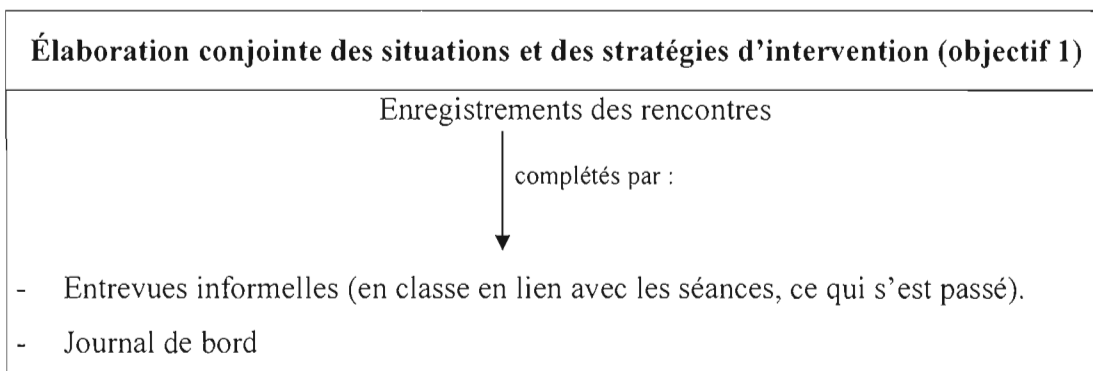 Élaboration conjointe des situations et des stratégies d'intervention (objectif 1)
Enregistrements des rencontres
complétés par :
- Entrevues informelles (en classe en lien avec les séances, ce qui s'est passé).
- Journal de bord